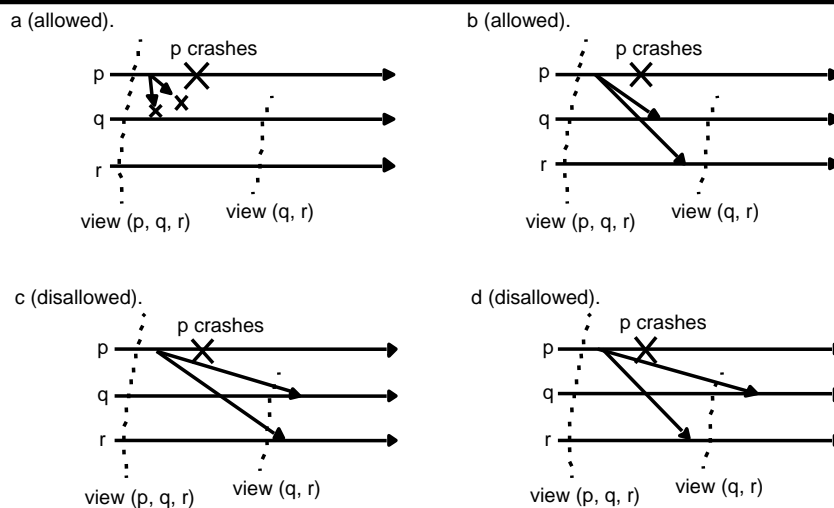 a (allowed).
p crashes
p
q
r
view (p, q, r)
view (q, r)
b (allowed).
p crashes
p
q
r
view (p, q, r)
view (q, r)
c (disallowed).
p crashes
p
q
r
view (p, q, r)
view (q, r)
d (disallowed).
p crashes
p
q
r
view (p, q, r)
view (q, r)